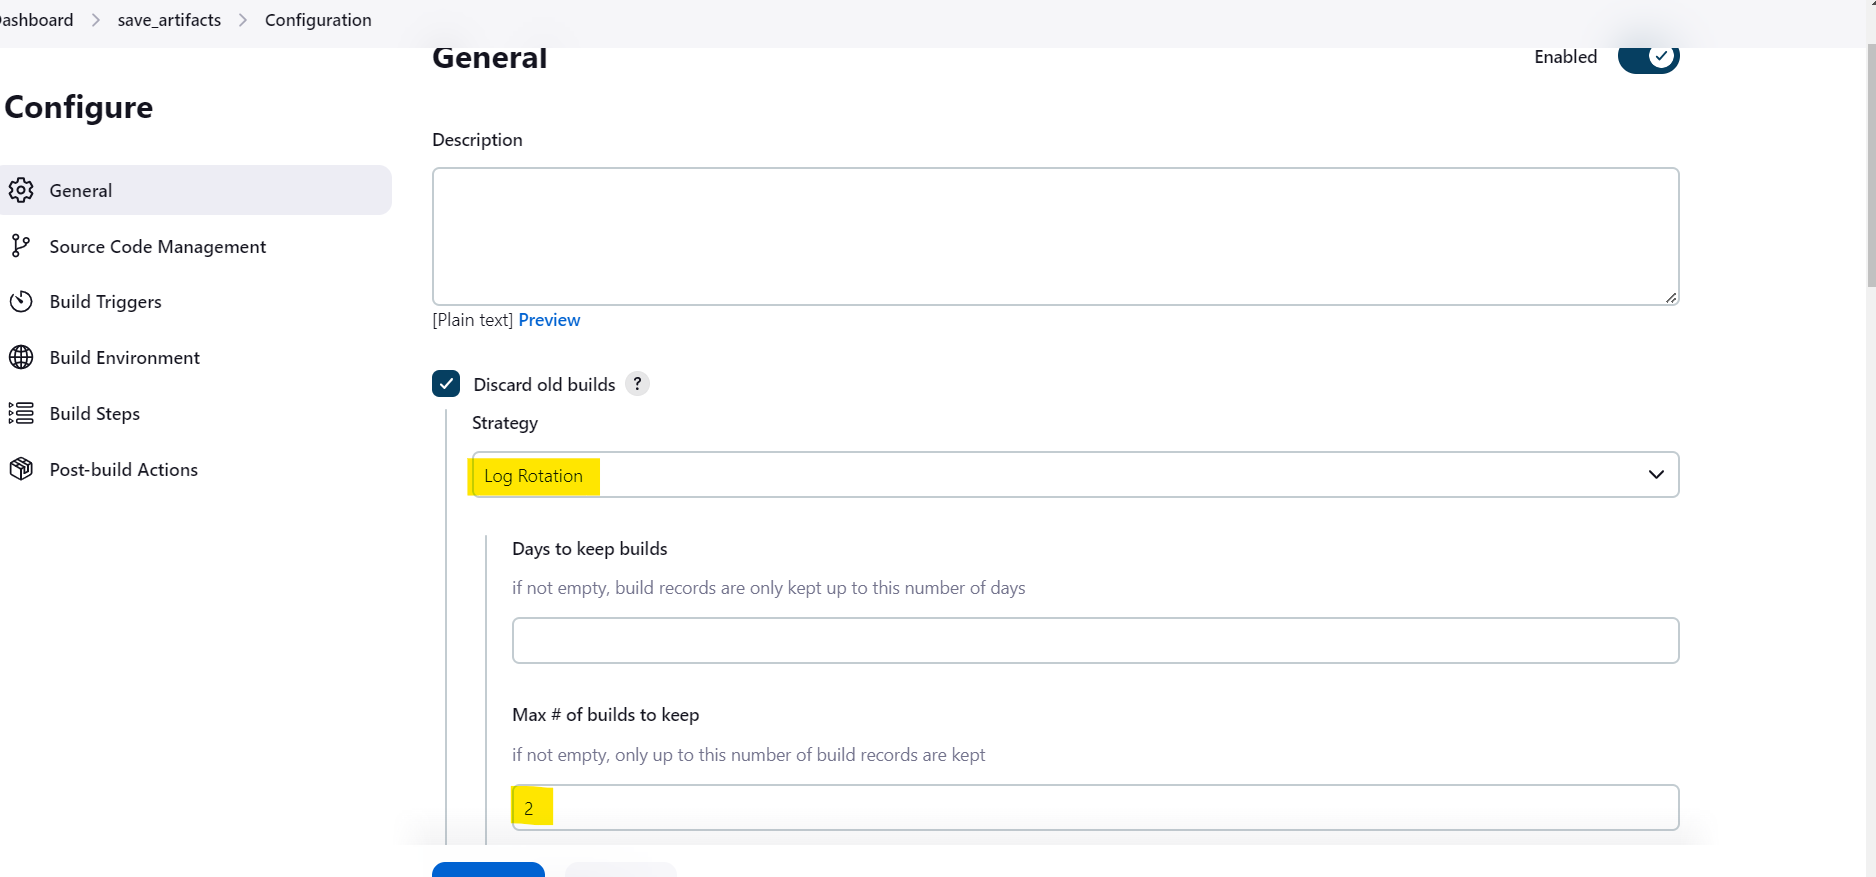 Dashboard > save_artifacts > Configuration
Configure
General
Source Code Management
Build Triggers
Build Environment
Build Steps
Post-build Actions
General
Enabled
Description
[Plain text] Preview
Discard old builds ?
Strategy
Log Rotation
Days to keep builds
if not empty, build records are only kept up to this number of days
Max # of builds to keep
if not empty, only up to this number of build records are kept
2